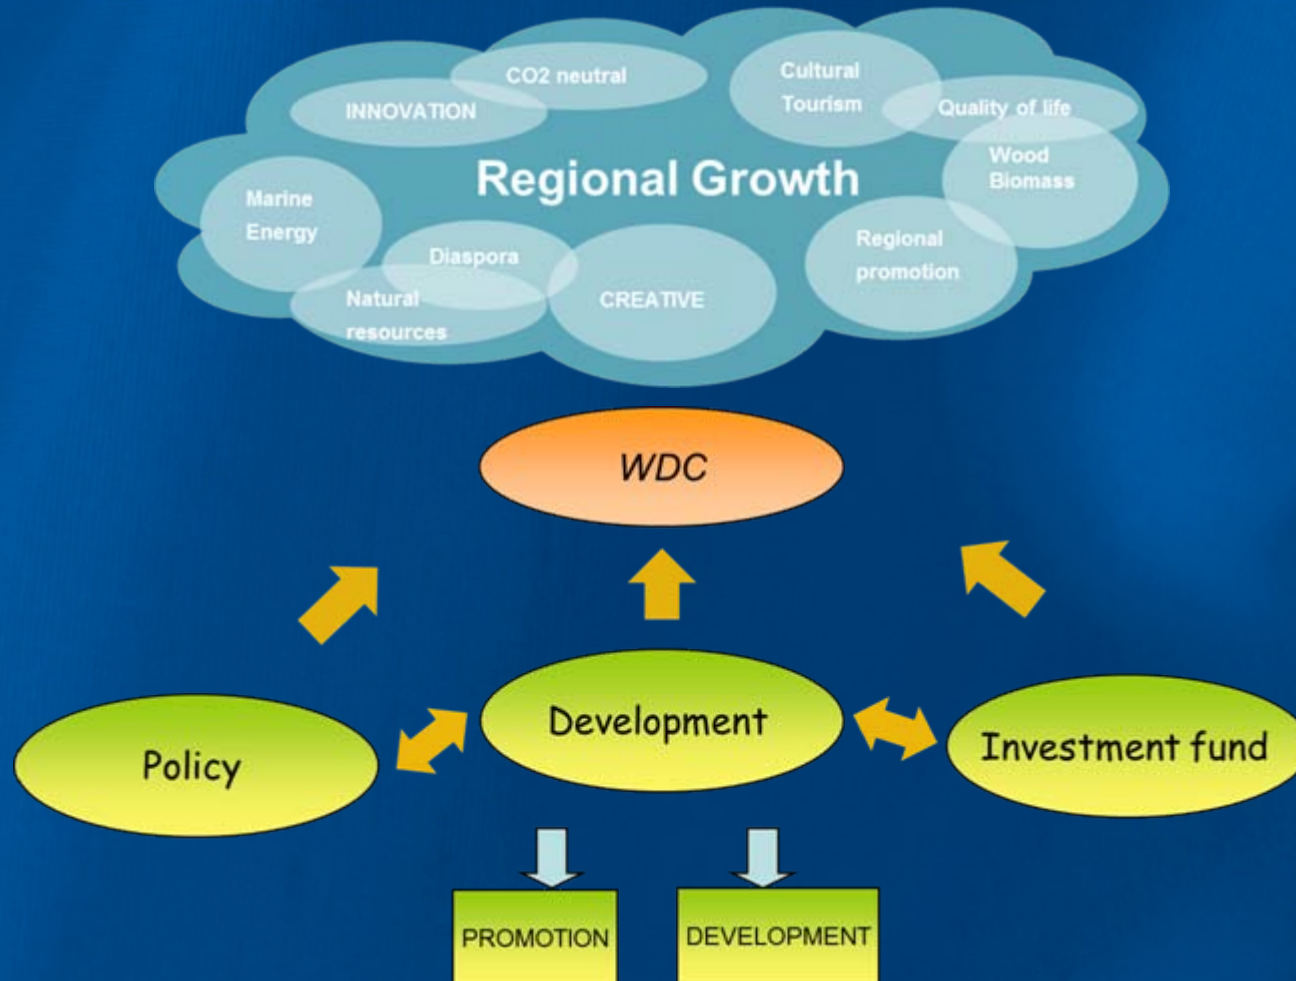 CO2 neutral
INNOVATION
Cultural
Tourism
Quality of life
Regional Growth
Wood
Biomass
Marine
Energy
Diaspora
Natural
resources
CREATIVE
Regional
promotion
WDC
Policy
Development
Investment fund
PROMOTION
DEVELOPMENT